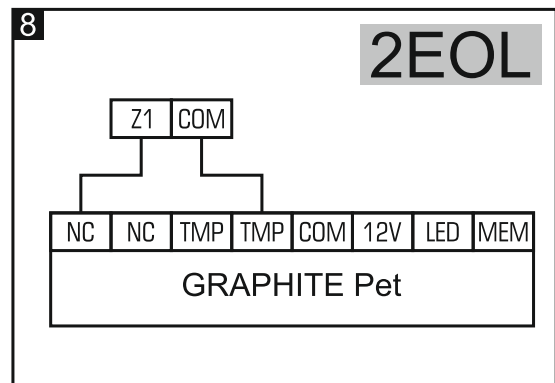 8
2EOL
Z1 COM
NC NC TMP TMP COM 12V LED MEM
GRAPHITE Pet